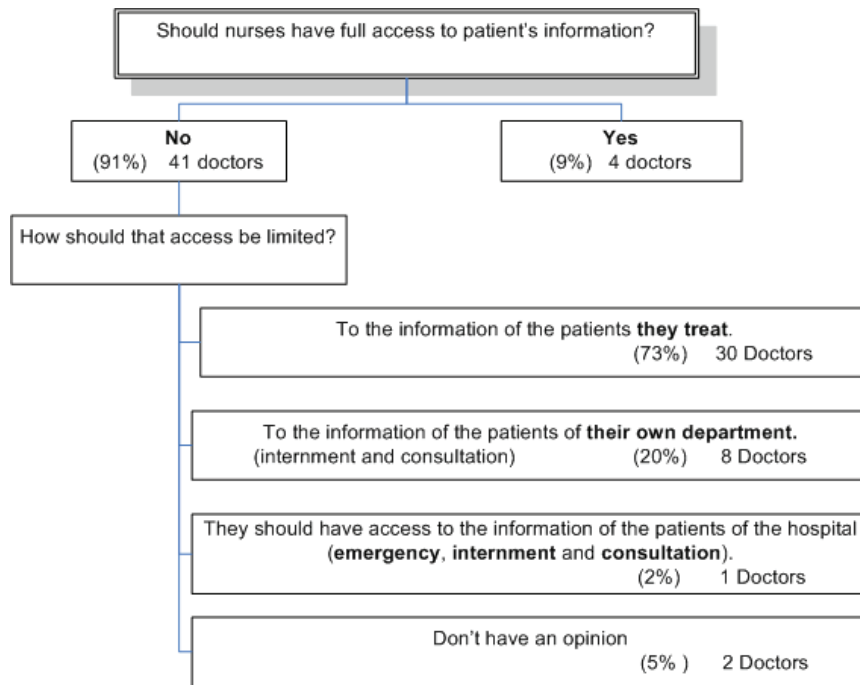 Should nurses have full access to patient's information?
No
(91%) 41 doctors
Yes
(9%) 4 doctors
How should that access be limited?
To the information of the patients they treat.
(73%) 30 Doctors
To the information of the patients of their own department.
(internment and consultation) (20%) 8 Doctors
They should have access to the information of the patients of the hospital
(emergency, internment and consultation).
(2%) 1 Doctors
Don't have an opinion
(5% ) 2 Doctors